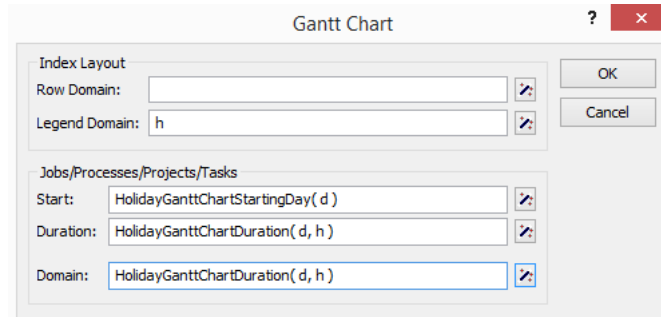 Gantt Chart
?
×
Index Layout
Row Domain:
Legend Domain: h
OK
Cancel
Jobs/Processes/Projects/Tasks
Start: HolidayGanttChartStartingDay( d )
Duration: HolidayGanttChartDuration( d, h )
Domain: HolidayGanttChartDuration( d, h )